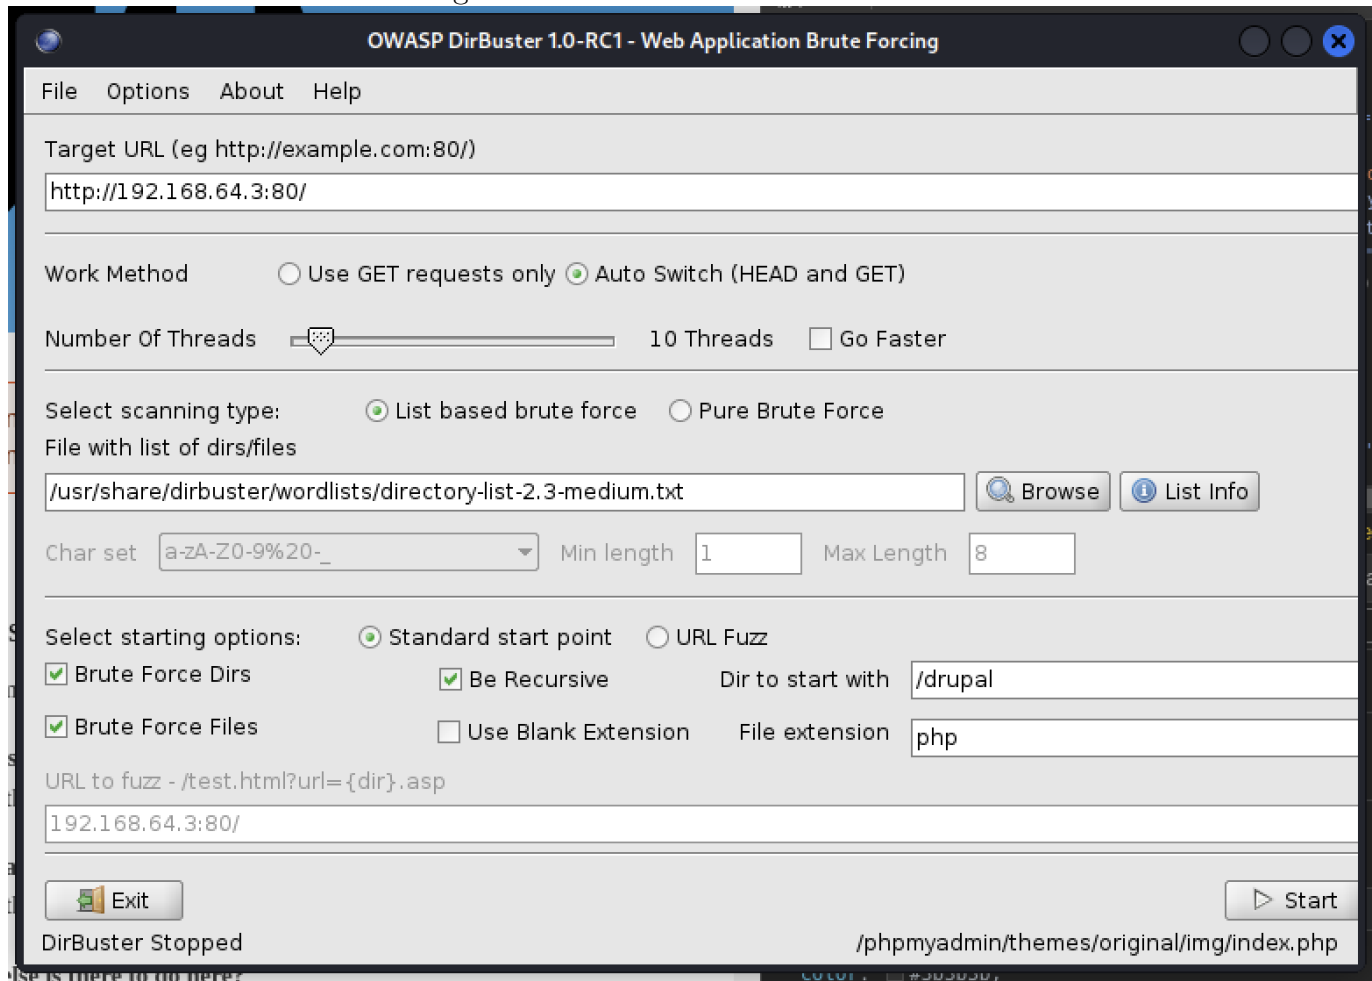 OWASP DirBuster 1.0-RC1 - Web Application Brute Forcing
File Options About Help
Target URL (eg http://example.com:80/)
http://192.168.64.3:80/
Work Method Use GET requests only Auto Switch (HEAD and GET)
Number Of Threads 10 Threads Go Faster
Select scanning type: List based brute force Pure Brute Force
File with list of dirs/files
/usr/share/dirbuster/wordlists/directory-list-2.3-medium.txt Browse List Info
Char set a-zA-Z0-9%20-_ Min length 1 Max Length 8
Select starting options: Standard start point URL Fuzz
Brute Force Dirs Be Recursive Dir to start with /drupal
Brute Force Files Use Blank Extension File extension php
URL to fuzz - /test.html?url={dir}.asp
192.168.64.3:80/
Exit Start
DirBuster Stopped /phpmyadmin/themes/original/img/index.php